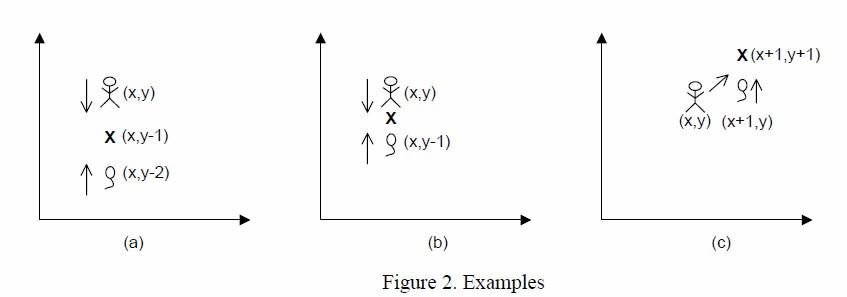 (x,y)
X (x,y-1)
(x,y-2)
(a)
(x,y)
X
(x,y-1)
(b)
X (x+1,y+1)
(x,y) (x+1,y)
(c)
Figure 2. Examples